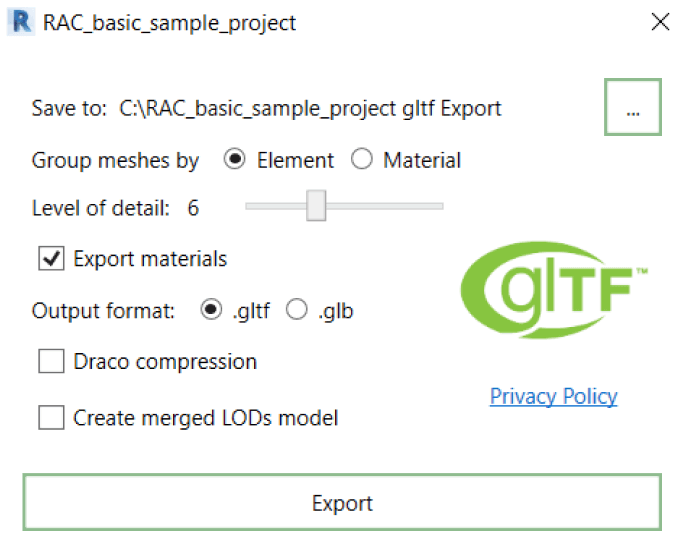 RAC_basic_sample_project
Save to: C:\RAC_basic_sample_project gltf Export
...
Group meshes by Element Material
Level of detail: 6
Export materials
glTF™
Output format: .gltf .glb
Draco compression
Privacy Policy
Create merged LODs model
Export